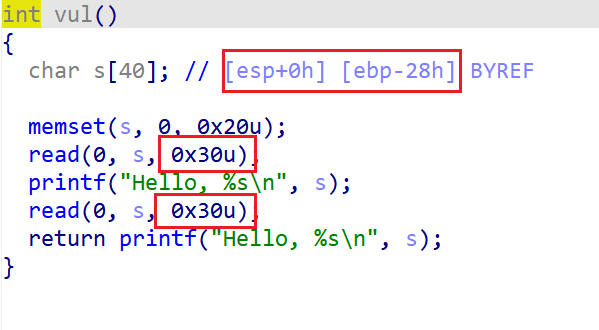 int vul()
{
char s[40]; // [esp+0h] [ebp-28h] BYREF
memset(s, 0, 0x20u);
read(0, s, 0x30u);
printf("Hello, %s\n", s);
read(0, s, 0x30u);
return printf("Hello, %s\n", s);
}